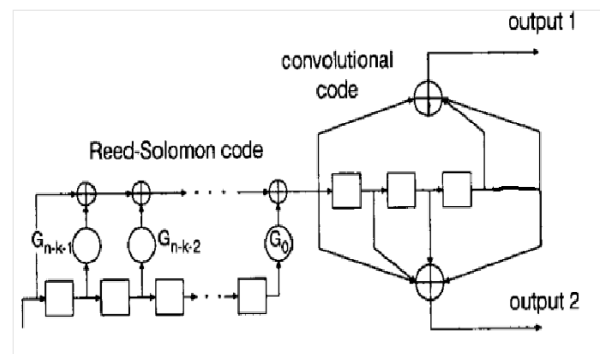 output 1
convolutional
code
Reed-Solomon code
Gn-k-1
Gn-k-2
G0
output 2